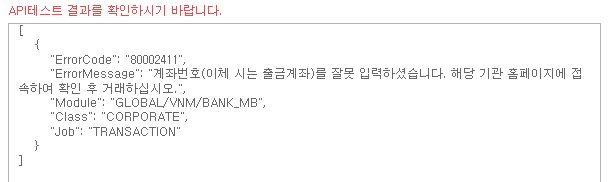 API테스트 결과를 확인하시기 바랍니다.
[
{
"ErrorCode": "80002411",
"ErrorMessage": "계좌번호(이체 시는 출금계좌)를 잘못 입력하셨습니다. 해당 기관 홈페이지에 접
속하여 확인 후 거래하십시오.",
"Module": "GLOBAL/VNM/BANK_MB",
"Class": "CORPORATE",
"Job": "TRANSACTION"
}
]